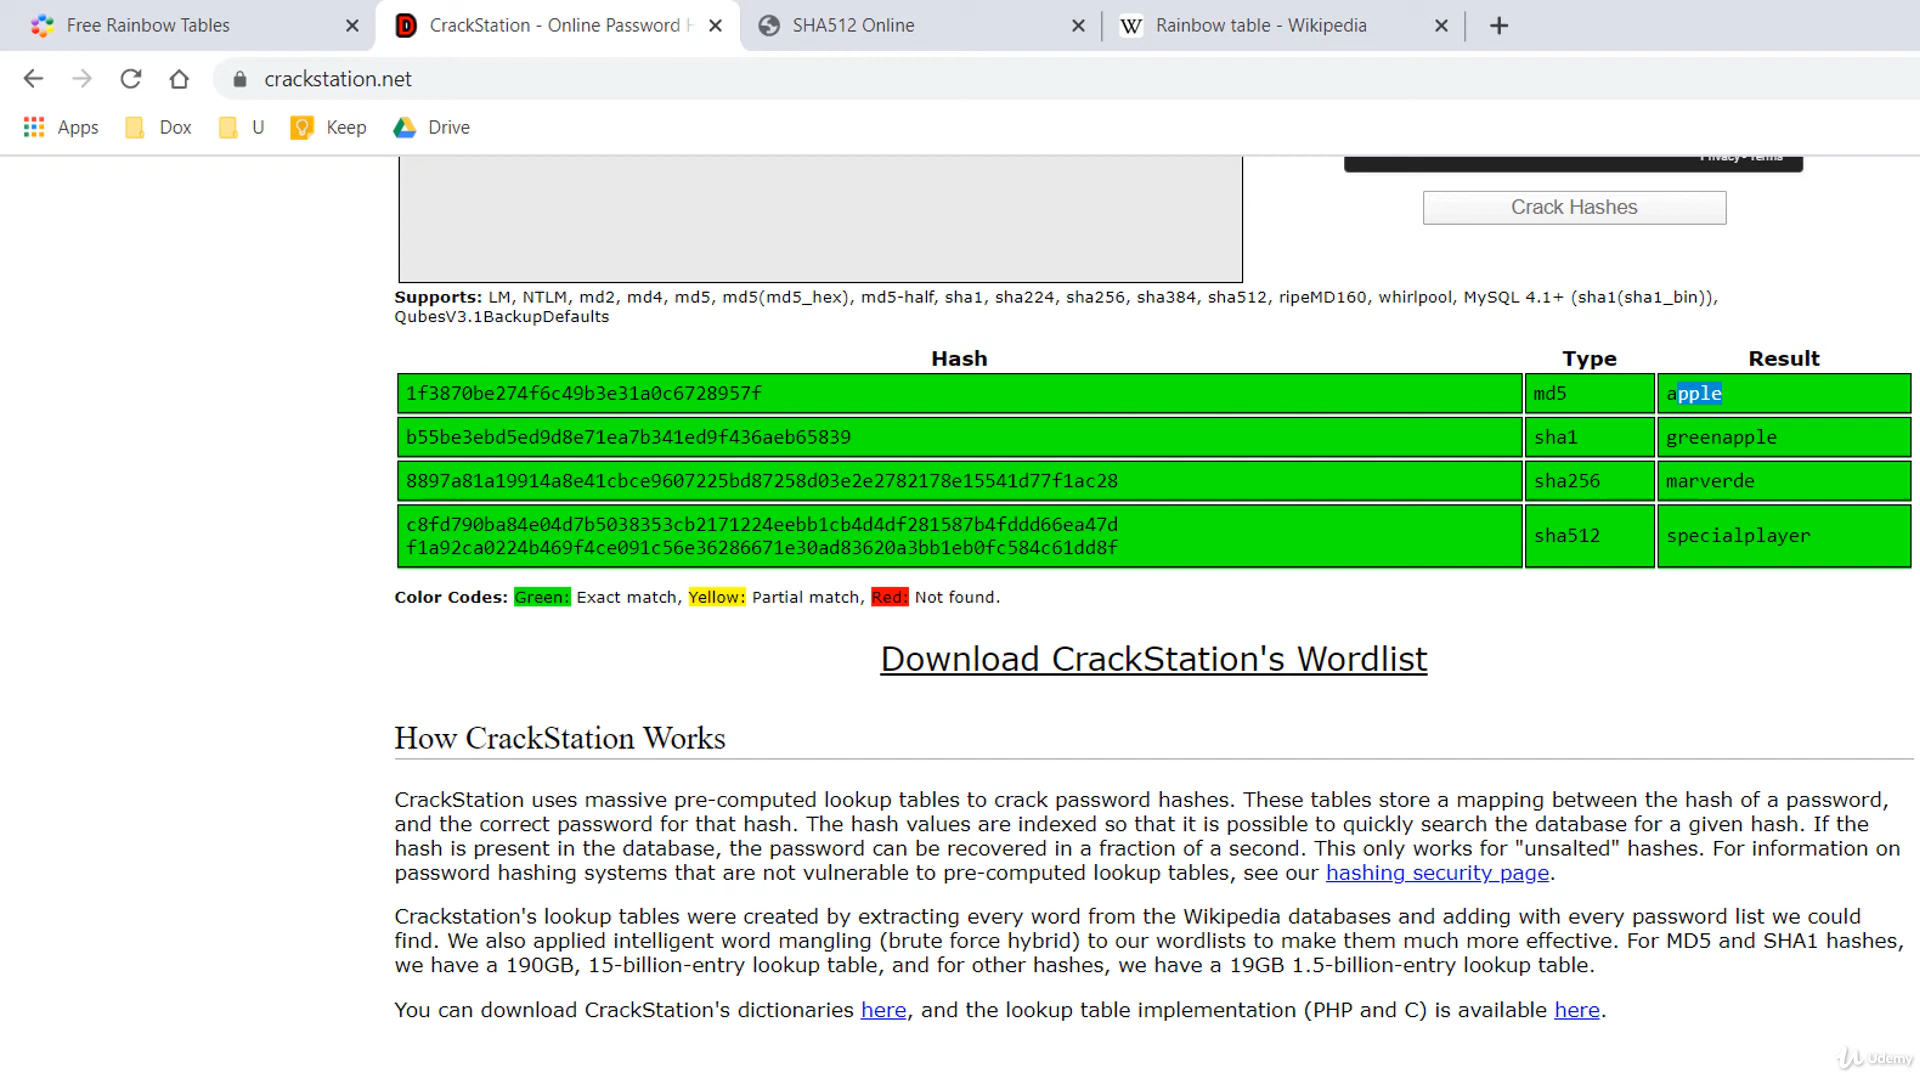 Free Rainbow Tables
CrackStation - Online Password H
SHA512 Online
Rainbow table - Wikipedia
crackstation.net
Apps
Dox
U
Keep
Drive
Privacy - Terms
Crack Hashes
Supports: LM, NTLM, md2, md4, md5, md5(md5_hex), md5-half, sha1, sha224, sha256, sha384, sha512, ripeMD160, whirlpool, MySQL 4.1+ (sha1(sha1_bin)),
QubesV3.1BackupDefaults
Hash Type Result
1f3870be274f6c49b3e31a0c6728957f md5 apple
b55be3ebd5ed9d8e71ea7b341ed9f436aeb65839 sha1 greenapple
8897a81a19914a8e41cbce9607225bd87258d03e2e2782178e15541d77f1ac28 sha256 marverde
c8fd790ba84e04d7b5038353cb2171224eebb1cb4d4df281587b4fddd66ea47d
f1a92ca0224b469f4ce091c56e36286671e30ad83620a3bb1eb0fc584c61dd8f sha512 specialplayer
Color Codes: Green: Exact match, Yellow: Partial match, Red: Not found.
Download CrackStation's Wordlist
How CrackStation Works
CrackStation uses massive pre-computed lookup tables to crack password hashes. These tables store a mapping between the hash of a password,
and the correct password for that hash. The hash values are indexed so that it is possible to quickly search the database for a given hash. If the
hash is present in the database, the password can be recovered in a fraction of a second. This only works for "unsalted" hashes. For information on
password hashing systems that are not vulnerable to pre-computed lookup tables, see our hashing security page.
Crackstation's lookup tables were created by extracting every word from the Wikipedia databases and adding with every password list we could
find. We also applied intelligent word mangling (brute force hybrid) to our wordlists to make them much more effective. For MD5 and SHA1 hashes,
we have a 190GB, 15-billion-entry lookup table, and for other hashes, we have a 19GB 1.5-billion-entry lookup table.
You can download CrackStation's dictionaries here, and the lookup table implementation (PHP and C) is available here.
Udemy